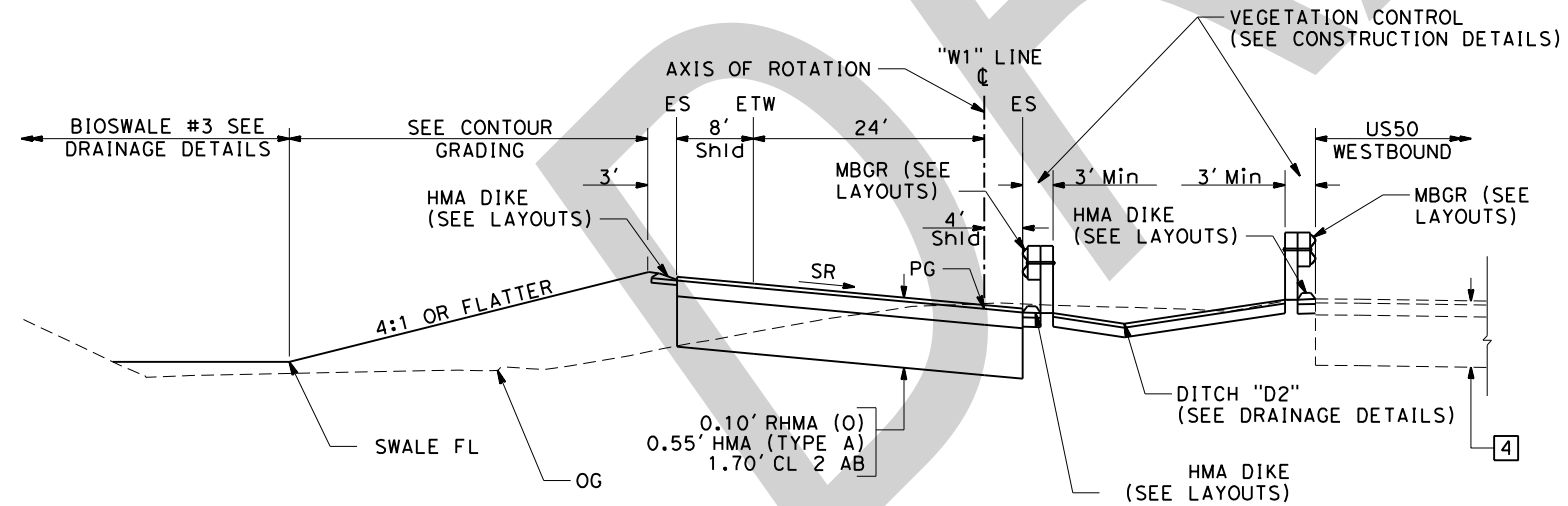 VEGETATION CONTROL
(SEE CONSTRUCTION DETAILS)
"W1" LINE
℄
AXIS OF ROTATION
ES
ETW
ES
BIOSWALE #3 SEE
DRAINAGE DETAILS
SEE CONTOUR
GRADING
8'
Shld
24'
US50
WESTBOUND
3'
MBGR (SEE
LAYOUTS)
3' Min
3' Min
HMA DIKE
(SEE LAYOUTS)
4'
Shld
HMA DIKE
(SEE LAYOUTS)
MBGR (SEE
LAYOUTS)
SR
PG
4:1 OR FLATTER
DITCH "D2"
(SEE DRAINAGE DETAILS)
0.10' RHMA (O)
0.55' HMA (TYPE A)
1.70' CL 2 AB
SWALE FL
4
OG
HMA DIKE
(SEE LAYOUTS)